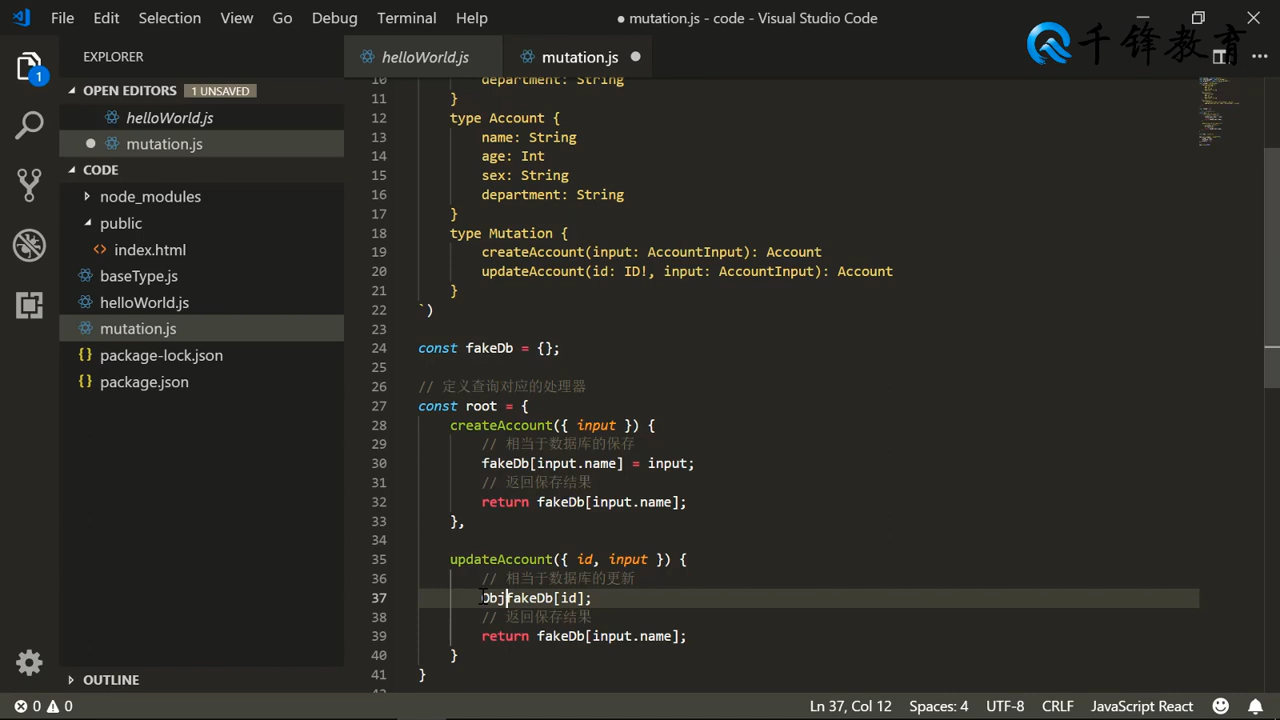 File Edit Selection View Go Debug Terminal Help
● mutation.js - code - Visual Studio Code
千锋教育
EXPLORER
OPEN EDITORS 1 UNSAVED
helloWorld.js
mutation.js
CODE
node_modules
public
index.html
baseType.js
helloWorld.js
mutation.js
package-lock.json
package.json
OUTLINE
1
helloWorld.js mutation.js
10 department: String
11 }
12 type Account {
13 name: String
14 age: Int
15 sex: String
16 department: String
17 }
18 type Mutation {
19 createAccount(input: AccountInput): Account
20 updateAccount(id: ID!, input: AccountInput): Account
21 }
22 `)
23
24 const fakeDb = {};
25
26 // 定义查询对应的处理器
27 const root = {
28 createAccount({ input }) {
29 // 相当于数据库的保存
30 fakeDb[input.name] = input;
31 // 返回保存结果
32 return fakeDb[input.name];
33 },
34
35 updateAccount({ id, input }) {
36 // 相当于数据库的更新
37 ObjfakeDb[id];
38 // 返回保存结果
39 return fakeDb[input.name];
40 }
41 }
0 0 Ln 37, Col 12 Spaces: 4 UTF-8 CRLF JavaScript React